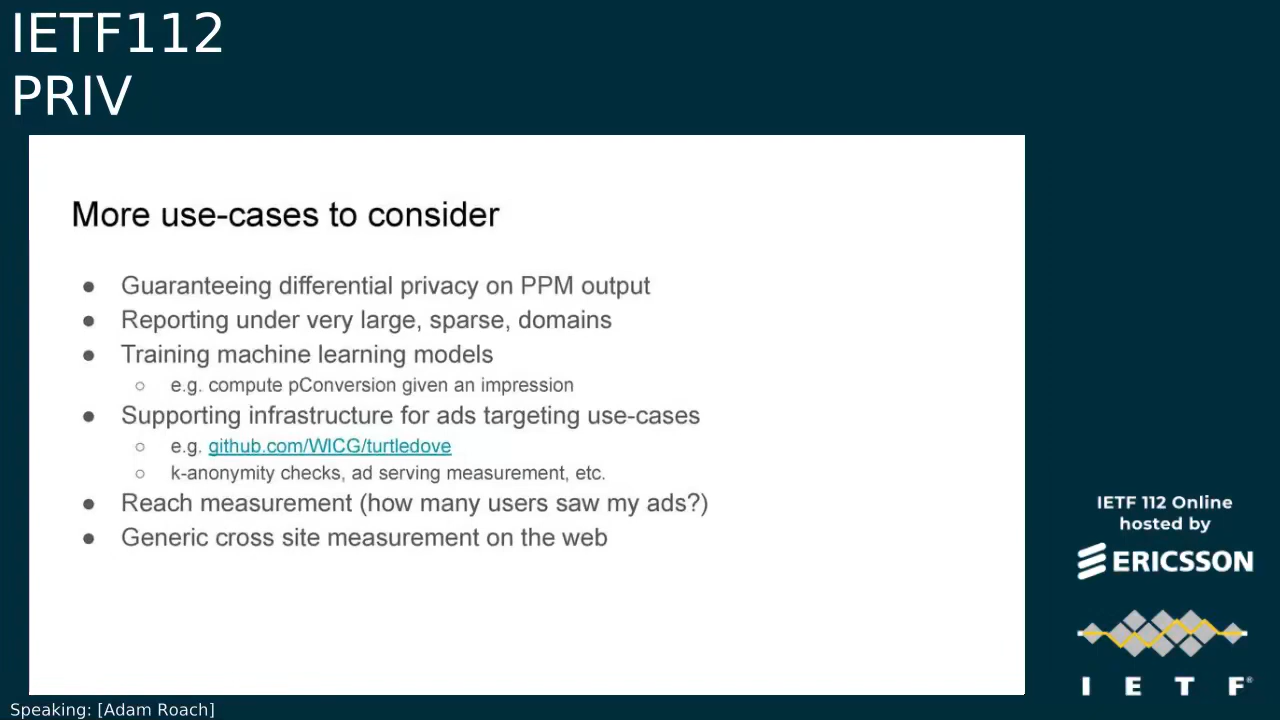 IETF112
PRIV
More use-cases to consider
● Guaranteeing differential privacy on PPM output
● Reporting under very large, sparse, domains
● Training machine learning models
○ e.g. compute pConversion given an impression
● Supporting infrastructure for ads targeting use-cases
○ e.g. github.com/WICG/turtledove
○ k-anonymity checks, ad serving measurement, etc.
● Reach measurement (how many users saw my ads?)
● Generic cross site measurement on the web
IETF 112 Online
hosted by
ERICSSON
I E T F®
Speaking: [Adam Roach]